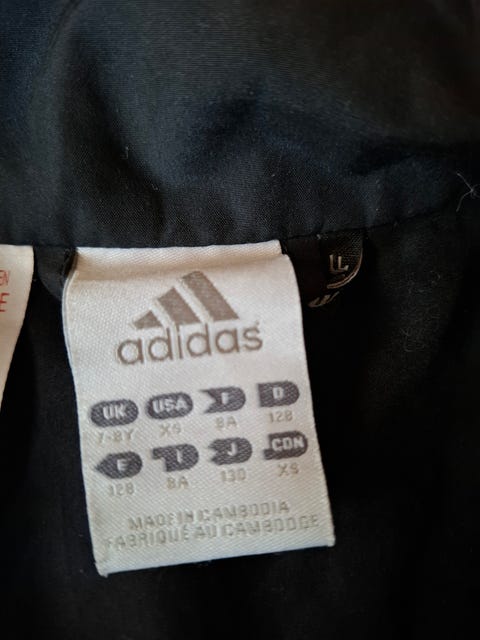 adidas
UK USA F D
7-8Y XS 8A 128
F I J CDN
128 8A 130 XS
MADE IN CAMBODIA
FABRIQUÉ AU CAMBODGE
EN
E